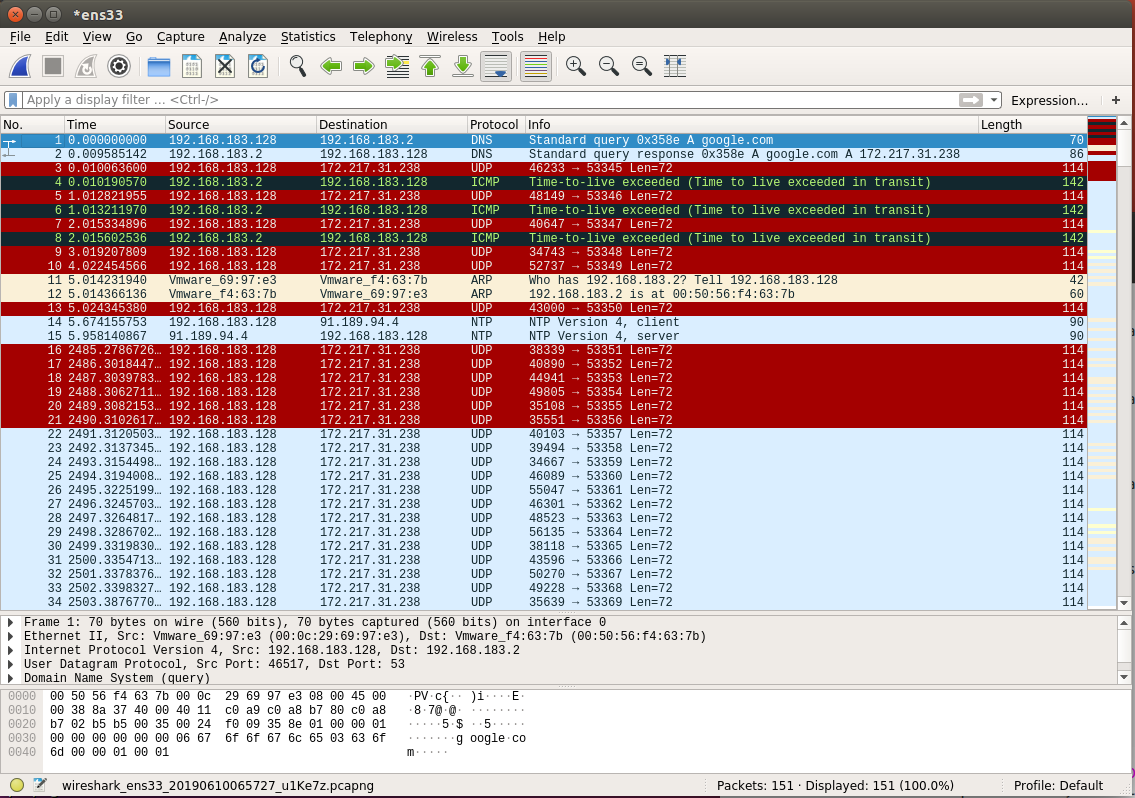 *ens33
File Edit View Go Capture Analyze Statistics Telephony Wireless Tools Help
Apply a display filter … <Ctrl-/> Expression… +
No. Time Source Destination Protocol Info Length
1 0.000000000 192.168.183.128 192.168.183.2 DNS Standard query 0x358e A google.com 70
2 0.009585142 192.168.183.2 192.168.183.128 DNS Standard query response 0x358e A google.com A 172.217.31.238 86
3 0.010063600 192.168.183.128 172.217.31.238 UDP 46233 → 53345 Len=72 114
4 0.010190570 192.168.183.2 192.168.183.128 ICMP Time-to-live exceeded (Time to live exceeded in transit) 142
5 1.012821955 192.168.183.128 172.217.31.238 UDP 48149 → 53346 Len=72 114
6 1.013211970 192.168.183.2 192.168.183.128 ICMP Time-to-live exceeded (Time to live exceeded in transit) 142
7 2.015334896 192.168.183.128 172.217.31.238 UDP 40647 → 53347 Len=72 114
8 2.015602536 192.168.183.2 192.168.183.128 ICMP Time-to-live exceeded (Time to live exceeded in transit) 142
9 3.019207809 192.168.183.128 172.217.31.238 UDP 34743 → 53348 Len=72 114
10 4.022454566 192.168.183.128 172.217.31.238 UDP 52737 → 53349 Len=72 114
11 5.014231940 Vmware_69:97:e3 Vmware_f4:63:7b ARP Who has 192.168.183.2? Tell 192.168.183.128 42
12 5.014366136 Vmware_f4:63:7b Vmware_69:97:e3 ARP 192.168.183.2 is at 00:50:56:f4:63:7b 60
13 5.024345380 192.168.183.128 172.217.31.238 UDP 43000 → 53350 Len=72 114
14 5.674155753 192.168.183.128 91.189.94.4 NTP NTP Version 4, client 90
15 5.958140867 91.189.94.4 192.168.183.128 NTP NTP Version 4, server 90
16 2485.2786726… 192.168.183.128 172.217.31.238 UDP 38339 → 53351 Len=72 114
17 2486.3018447… 192.168.183.128 172.217.31.238 UDP 40890 → 53352 Len=72 114
18 2487.3039783… 192.168.183.128 172.217.31.238 UDP 44941 → 53353 Len=72 114
19 2488.3062711… 192.168.183.128 172.217.31.238 UDP 49805 → 53354 Len=72 114
20 2489.3082153… 192.168.183.128 172.217.31.238 UDP 35108 → 53355 Len=72 114
21 2490.3102617… 192.168.183.128 172.217.31.238 UDP 35551 → 53356 Len=72 114
22 2491.3120503… 192.168.183.128 172.217.31.238 UDP 40103 → 53357 Len=72 114
23 2492.3137345… 192.168.183.128 172.217.31.238 UDP 39494 → 53358 Len=72 114
24 2493.3154498… 192.168.183.128 172.217.31.238 UDP 34667 → 53359 Len=72 114
25 2494.3194008… 192.168.183.128 172.217.31.238 UDP 46089 → 53360 Len=72 114
26 2495.3225199… 192.168.183.128 172.217.31.238 UDP 55047 → 53361 Len=72 114
27 2496.3245703… 192.168.183.128 172.217.31.238 UDP 46301 → 53362 Len=72 114
28 2497.3264817… 192.168.183.128 172.217.31.238 UDP 48523 → 53363 Len=72 114
29 2498.3286702… 192.168.183.128 172.217.31.238 UDP 56135 → 53364 Len=72 114
30 2499.3319830… 192.168.183.128 172.217.31.238 UDP 38118 → 53365 Len=72 114
31 2500.3354713… 192.168.183.128 172.217.31.238 UDP 43596 → 53366 Len=72 114
32 2501.3378376… 192.168.183.128 172.217.31.238 UDP 50270 → 53367 Len=72 114
33 2502.3398327… 192.168.183.128 172.217.31.238 UDP 49228 → 53368 Len=72 114
34 2503.3876770… 192.168.183.128 172.217.31.238 UDP 35639 → 53369 Len=72 114
Frame 1: 70 bytes on wire (560 bits), 70 bytes captured (560 bits) on interface 0
Ethernet II, Src: Vmware_69:97:e3 (00:0c:29:69:97:e3), Dst: Vmware_f4:63:7b (00:50:56:f4:63:7b)
Internet Protocol Version 4, Src: 192.168.183.128, Dst: 192.168.183.2
User Datagram Protocol, Src Port: 46517, Dst Port: 53
Domain Name System (query)
0000 00 50 56 f4 63 7b 00 0c 29 69 97 e3 08 00 45 00 ·PV·c{·· )i····E·
0010 00 38 8a 37 40 00 40 11 c0 a9 c0 a8 b7 80 c0 a8 ·8·7@·@· ········
0020 b7 02 b5 b5 00 35 00 24 f0 09 35 8e 01 00 00 01 ·····5·$ ··5·····
0030 00 00 00 00 00 00 06 67 6f 6f 67 6c 65 03 63 6f ·······g oogle·co
0040 6d 00 00 01 00 01 m·····
wireshark_ens33_20190610065727_u1Ke7z.pcapng Packets: 151 · Displayed: 151 (100.0%) Profile: Default